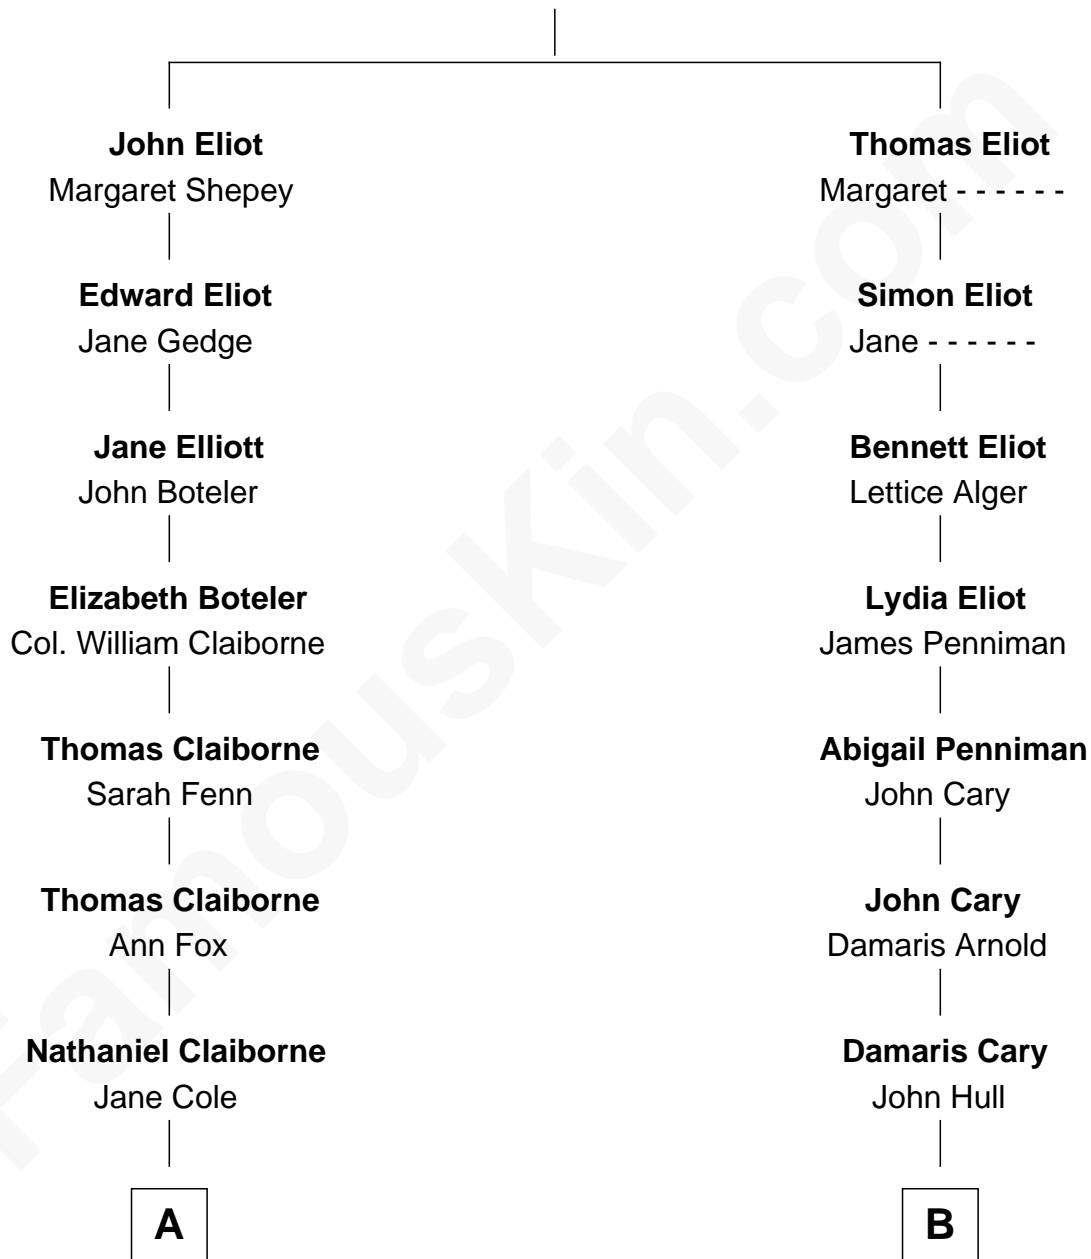 John Eliot
Margaret Shepey
Edward Eliot
Jane Gedge
Jane Elliott
John Boteler
Elizabeth Boteler
Col. William Claiborne
Thomas Claiborne
Sarah Fenn
Thomas Claiborne
Ann Fox
Nathaniel Claiborne
Jane Cole
A
Thomas Eliot
Margaret - - - - - -
Simon Eliot
Jane - - - - - -
Bennett Eliot
Lettice Alger
Lydia Eliot
James Penniman
Abigail Penniman
John Cary
John Cary
Damaris Arnold
Damaris Cary
John Hull
B
FamousKin.com